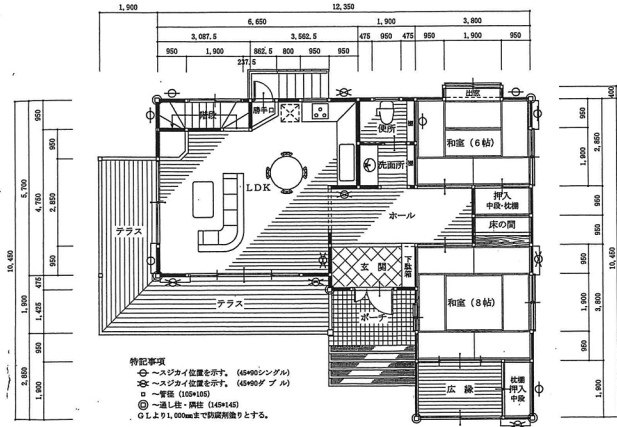 1,900
12,350
6,650
1,900
3,800
3,087.5
3,562.5
475
950
475
950
1,900
950
950
1,900
862.5
800
950
950
237.5
出窓
勝手口
階段
便所
和室（６帖）
洗面所
LDK
ホール
押入
中段・枕棚
床の間
テラス
玄関
下駄箱
テラス
ポーチ
和室（８帖）
広縁
枕棚
押入
中段
950
950
2,850
950
475
1,425
950
1,900
5,700
4,750
1,900
2,850
10,450
400
950
1,900
950
950
950
1,900
950
1,900
2,850
950
950
3,800
10,450
特記事項
～スジカイ位置を示す。（45*90シングル）
～スジカイ位置を示す。（45*90ダブル）
～管径（105*105）
～通し柱・隅柱（145*145）
ＧＬより1,000mmまで防腐剤塗りとする。